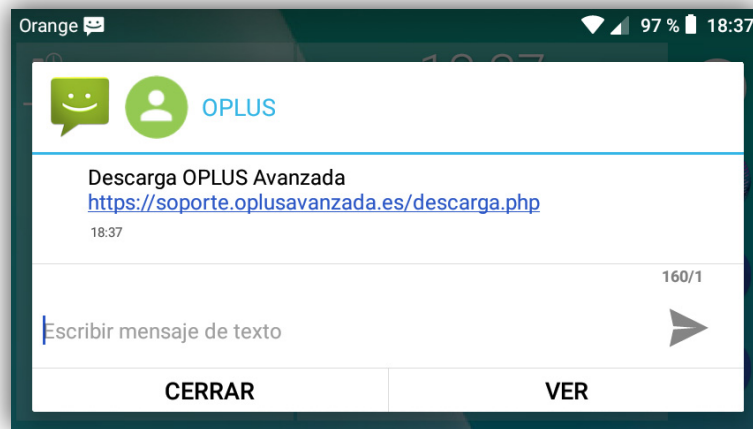 Orange 97 % 18:37
OPLUS
Descarga OPLUS Avanzada
https://soporte.oplusavanzada.es/descarga.php
18:37
160/1
Escribir mensaje de texto
CERRAR VER